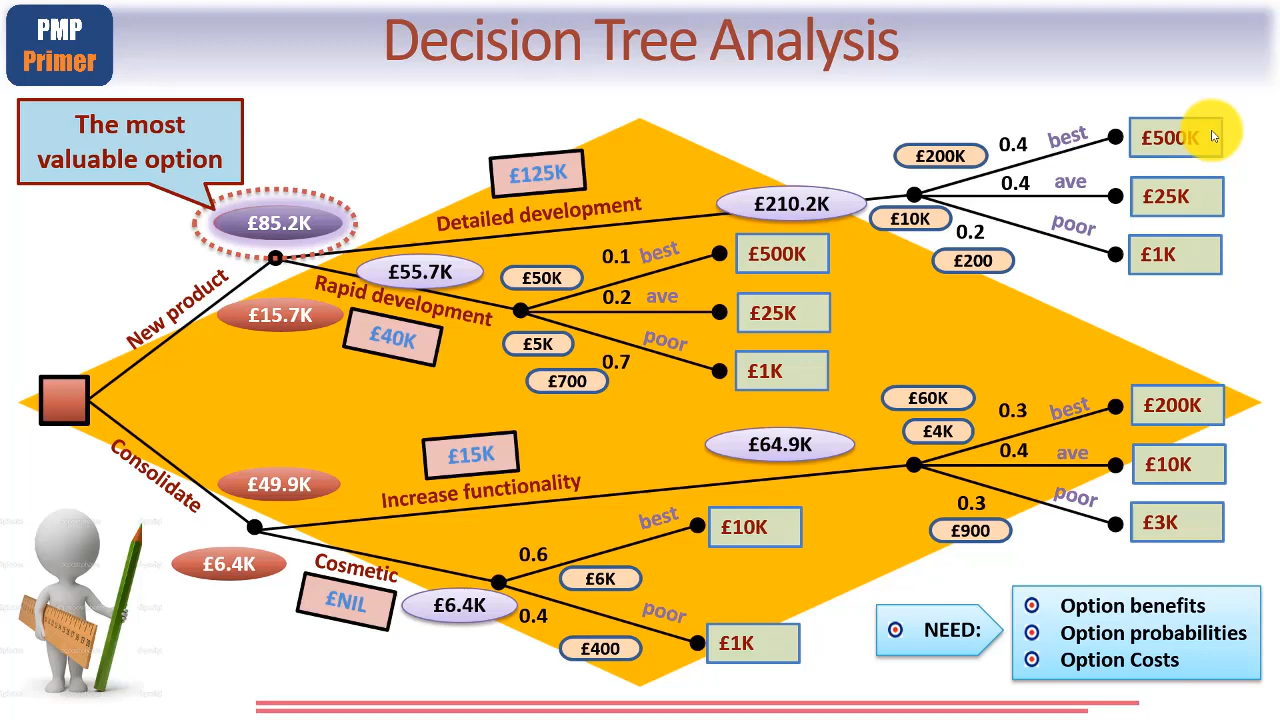 PMP
Primer
Decision Tree Analysis
The most
valuable option
£85.2K
New product
£15.7K
£125K
Detailed development
£210.2K
£200K
0.4
best
£500K
0.4
ave
£25K
£10K
0.2
poor
£1K
£200
£55.7K
Rapid development
£40K
£50K
0.1
best
£500K
0.2
ave
£25K
£5K
0.7
poor
£1K
£700
Consolidate
£49.9K
£6.4K
£15K
Increase functionality
£64.9K
£60K
0.3
best
£200K
£4K
0.4
ave
£10K
0.3
poor
£3K
£900
Cosmetic
£NIL
£6.4K
0.6
best
£10K
£6K
0.4
poor
£1K
£400
NEED:
Option benefits
Option probabilities
Option Costs